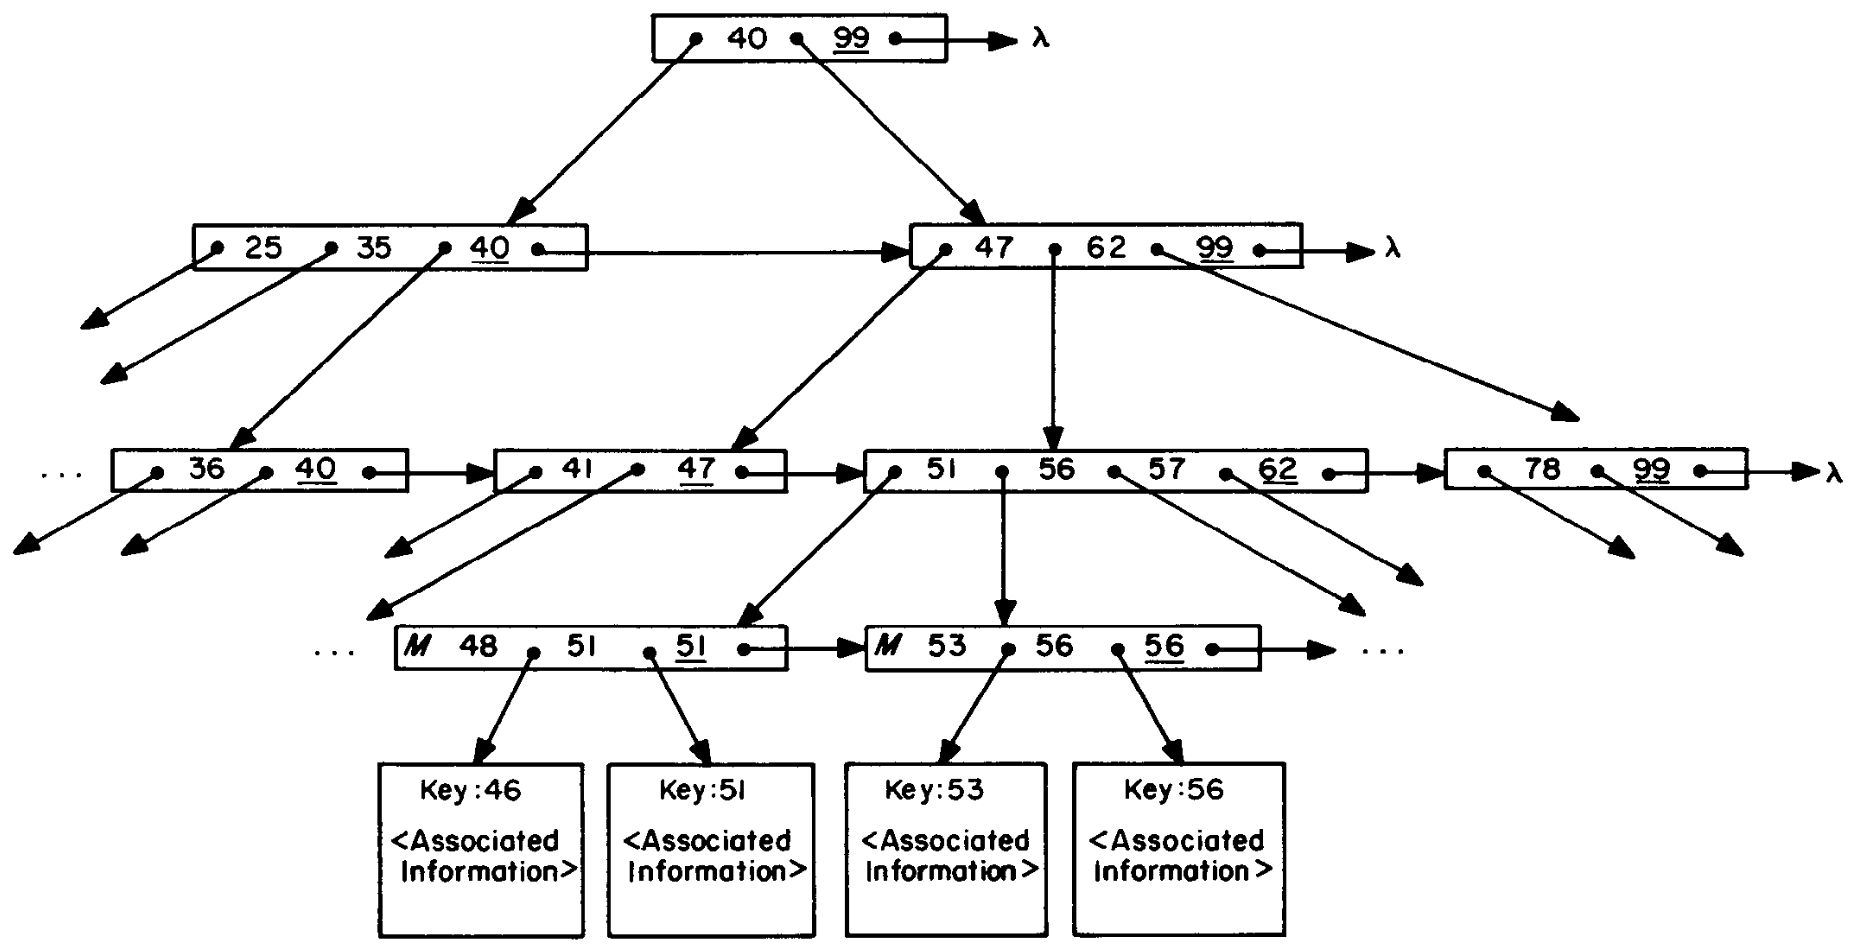 40 99 λ
25 35 40 47 62 99 λ
... 36 40 41 47 51 56 57 62 78 99 λ
... M 48 51 51 M 53 56 56 ...
Key:46 Key:51 Key:53 Key:56
<Associated <Associated <Associated <Associated
Information> Information> Information> Information>